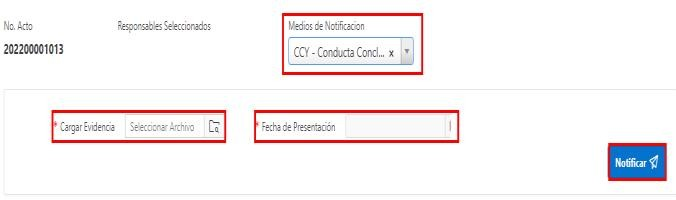 No. Acto Responsables Seleccionados Medios de Notificacion
202200001013 CCY - Conducta Concl... x
* Cargar Evidencia Seleccionar Archivo * Fecha de Presentación
Notificar